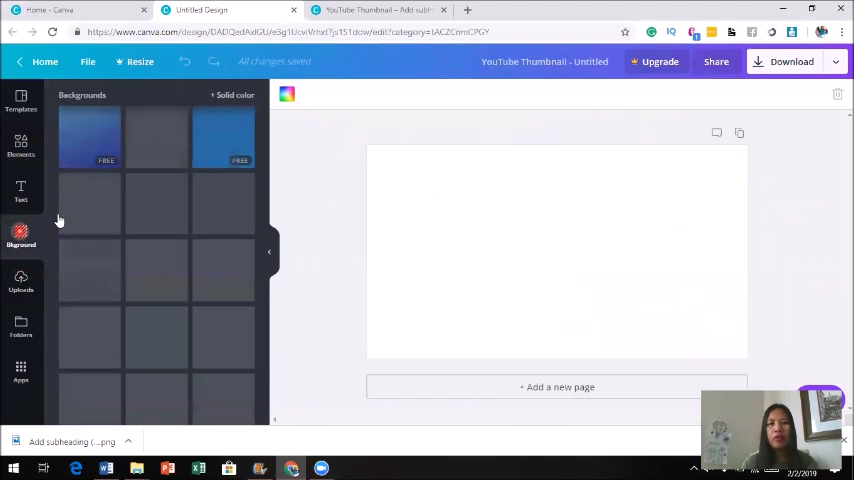 Home - Canva
Untitled Design
YouTube Thumbnail – Add sub
https://www.canva.com/design/DADQedAxlGU/e3g1UcviVrhxt7js1S1dcw/edit?category=tACZCnmCPGY
Home
File
Resize
All changes saved
YouTube Thumbnail - Untitled
Upgrade
Share
Download
Templates
Elements
Text
Bkground
Uploads
Folders
Apps
Backgrounds
+ Solid color
FREE
FREE
+ Add a new page
Add subheading (....png
2/2/2019